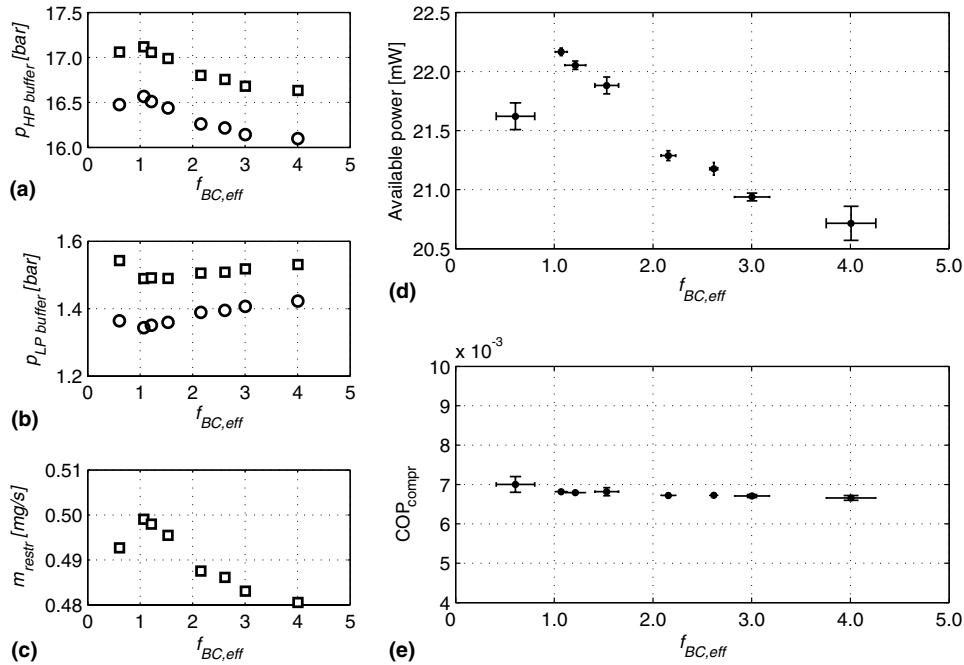 17.5
17.0
16.5
16.0
p_HP buffer [bar]
0 1 2 3 4 5
(a)
f_BC,eff
1.6
1.4
1.2
p_LP buffer [bar]
0 1 2 3 4 5
(b)
f_BC,eff
0.51
0.50
0.49
0.48
m_restr [mg/s]
0 1 2 3 4 5
(c)
f_BC,eff
22.5
22.0
21.5
21.0
20.5
Available power [mW]
0 1.0 2.0 3.0 4.0 5.0
(d)
f_BC,eff
x 10^-3
10
9
8
7
6
5
4
COP_compr
0 1.0 2.0 3.0 4.0 5.0
(e)
f_BC,eff